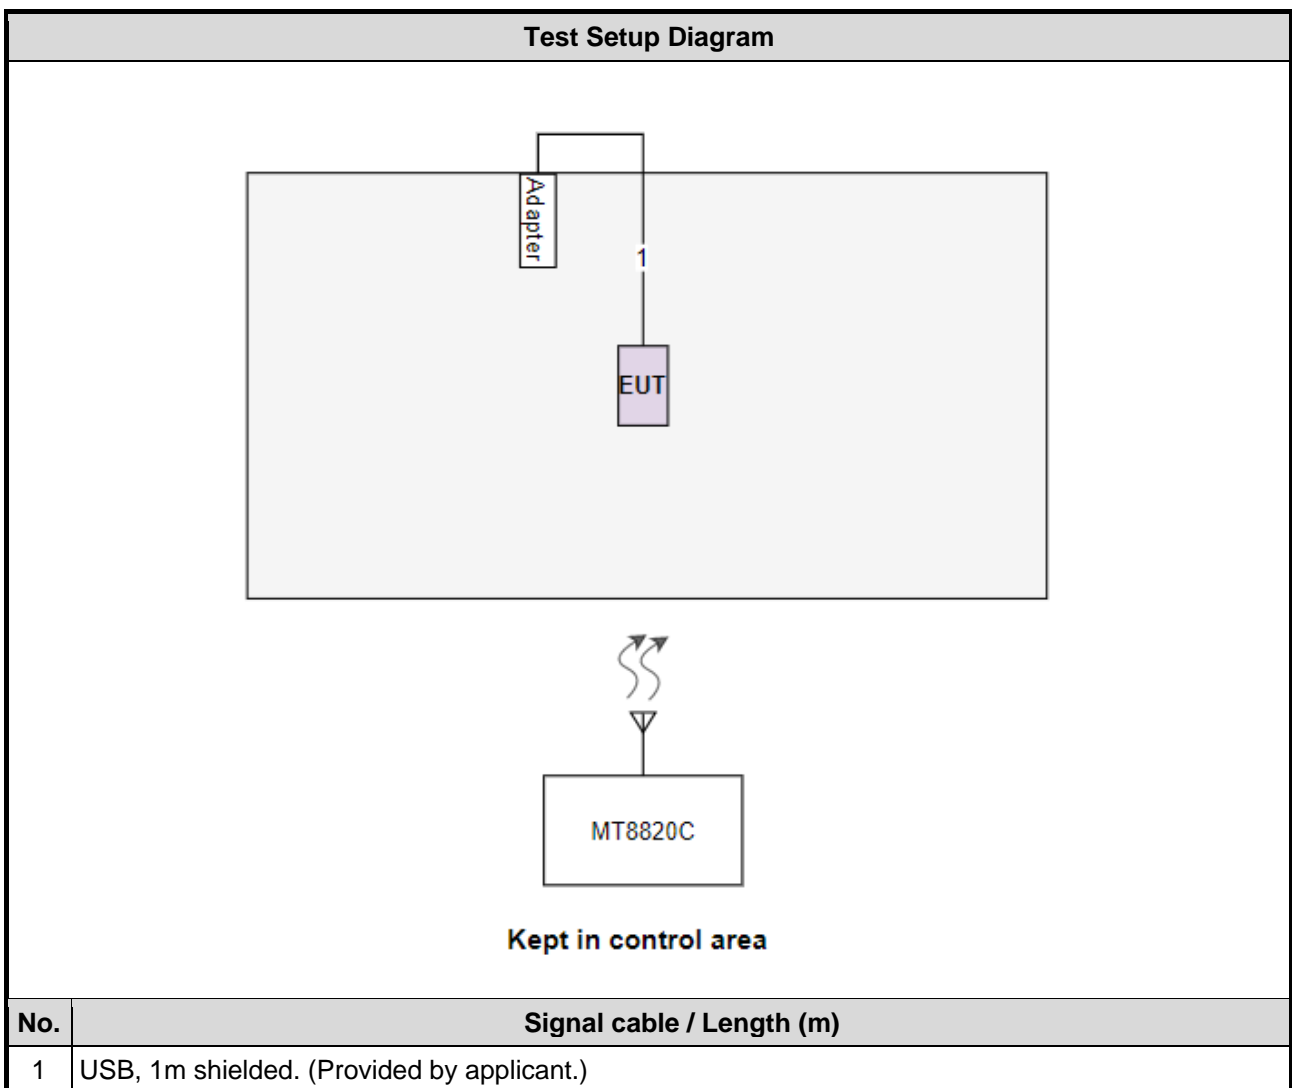 Test Setup Diagram
Adapter
1
EUT
MT8820C
Kept in control area
No. Signal cable / Length (m)
1 USB, 1m shielded. (Provided by applicant.)